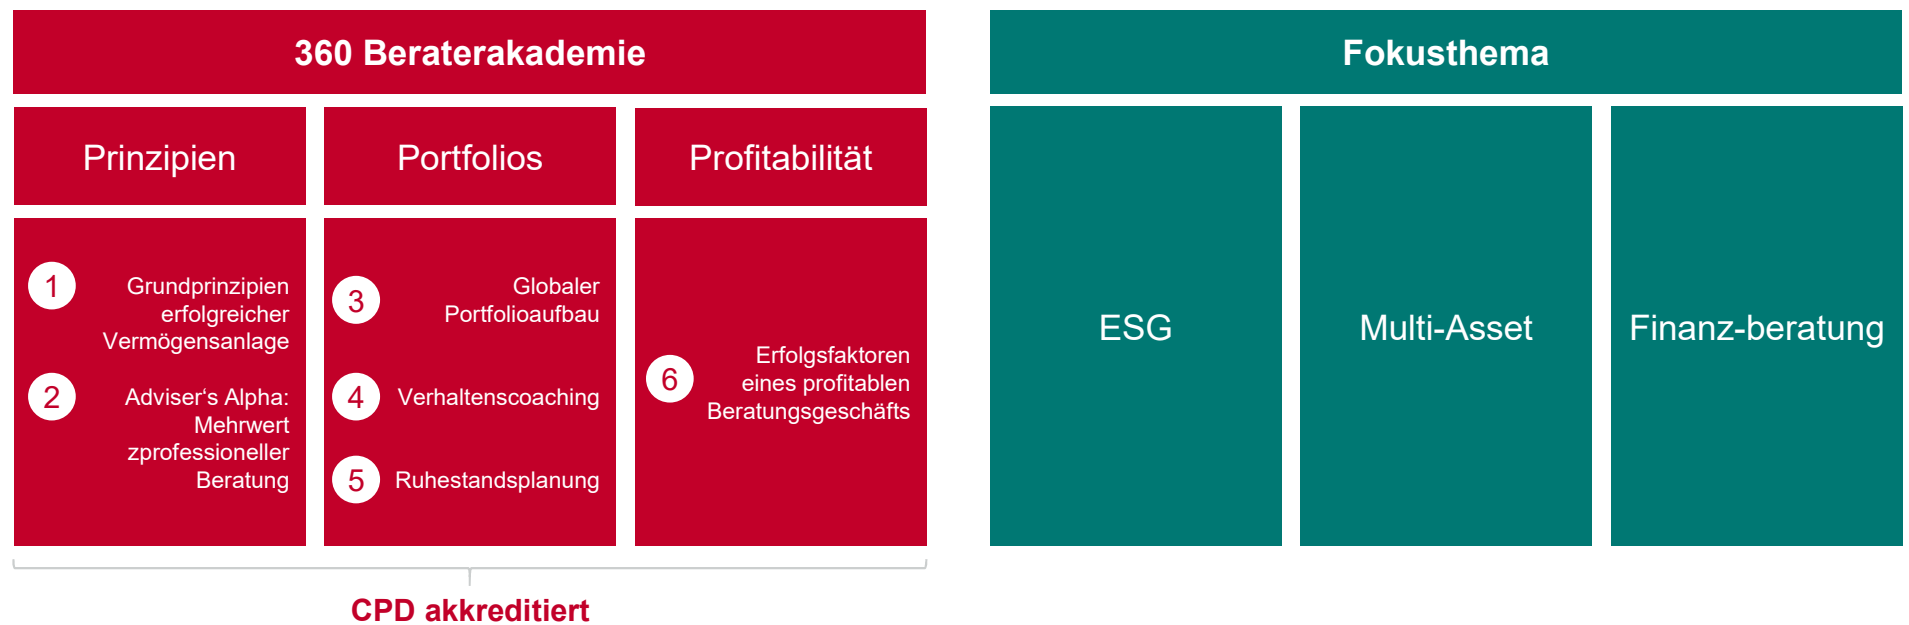 360 Beraterakademie
Prinzipien
Portfolios
Profitabilität
1
Grundprinzipien
erfolgreicher
Vermögensanlage
2
Adviser‘s Alpha:
Mehrwert
zprofessioneller
Beratung
3
Globaler
Portfolioaufbau
4
Verhaltenscoaching
5
Ruhestandsplanung
6
Erfolgsfaktoren
eines profitablen
Beratungsgeschäfts
CPD akkreditiert
Fokusthema
ESG
Multi-Asset
Finanz-beratung